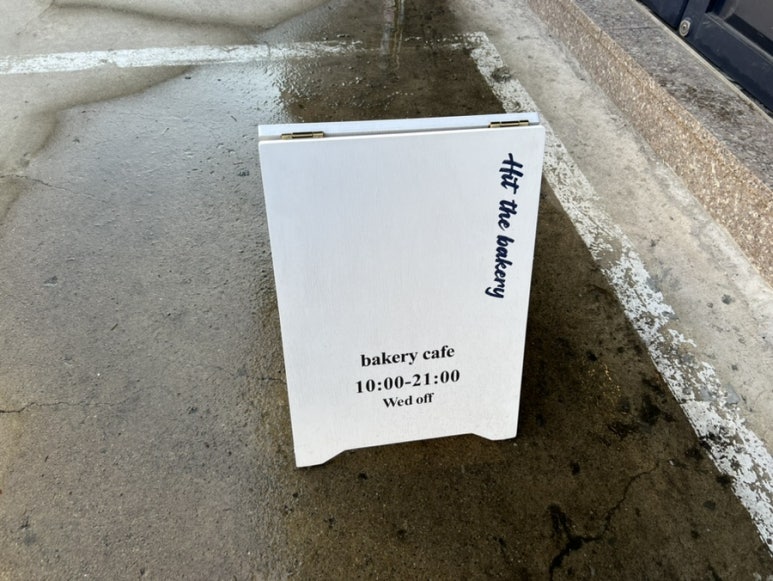 Hit the bakery
bakery cafe
10:00-21:00
Wed off